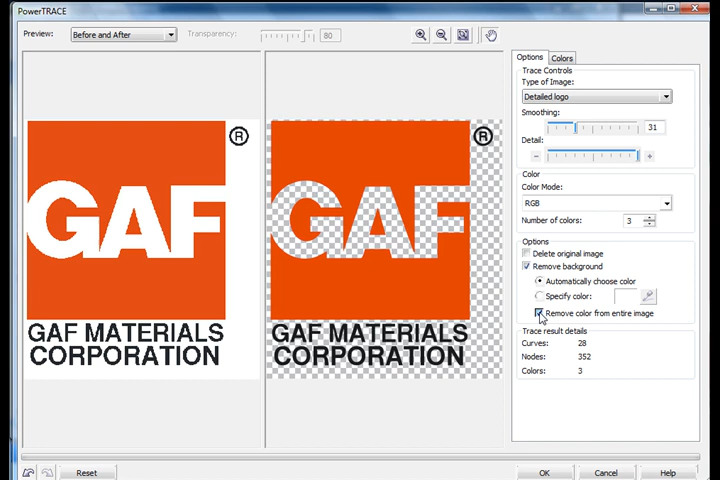 PowerTRACE
Preview: Before and After Transparency: 80
Options Colors
Trace Controls
Type of Image:
Detailed logo
Smoothing:
31
Detail:
Color
Color Mode:
RGB
Number of colors: 3
Options
Delete original image
Remove background
Automatically choose color
Specify color:
Remove color from entire image
Trace result details
Curves: 28
Nodes: 352
Colors: 3
®
GAF
GAF MATERIALS
CORPORATION
®
GAF
GAF MATERIALS
CORPORATION
Reset OK Cancel Help